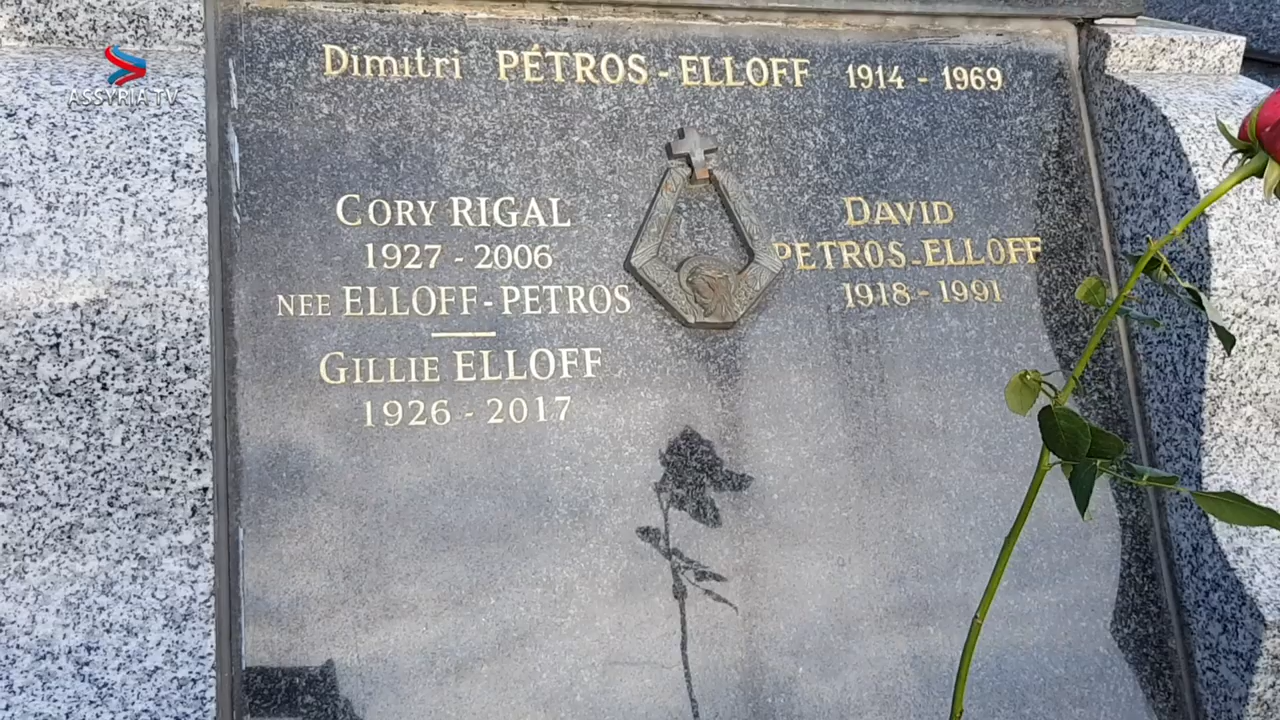 ASSYRIA TV
Dimitri PÉTROS-ELLOFF 1914-1969
CORY RIGAL
1927-2006
NEE ELLOFF-PETROS
GILLIE ELLOFF
1926-2017
DAVID
PETROS-ELLOFF
1918-1991